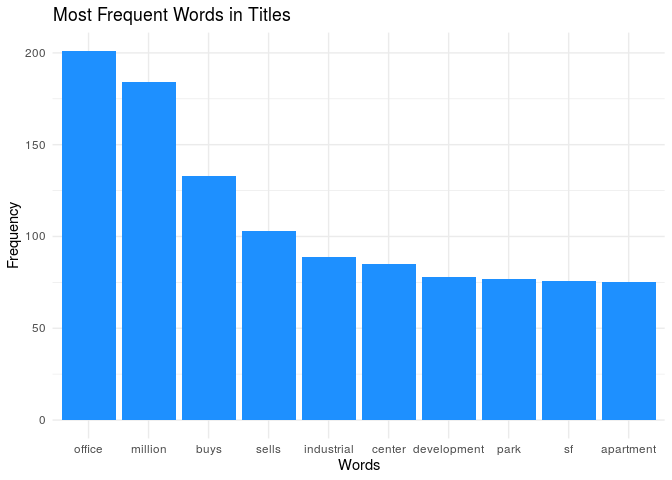 Most Frequent Words in Titles
Frequency
200
150
100
50
0
office million buys sells industrial center development park sf apartment
Words